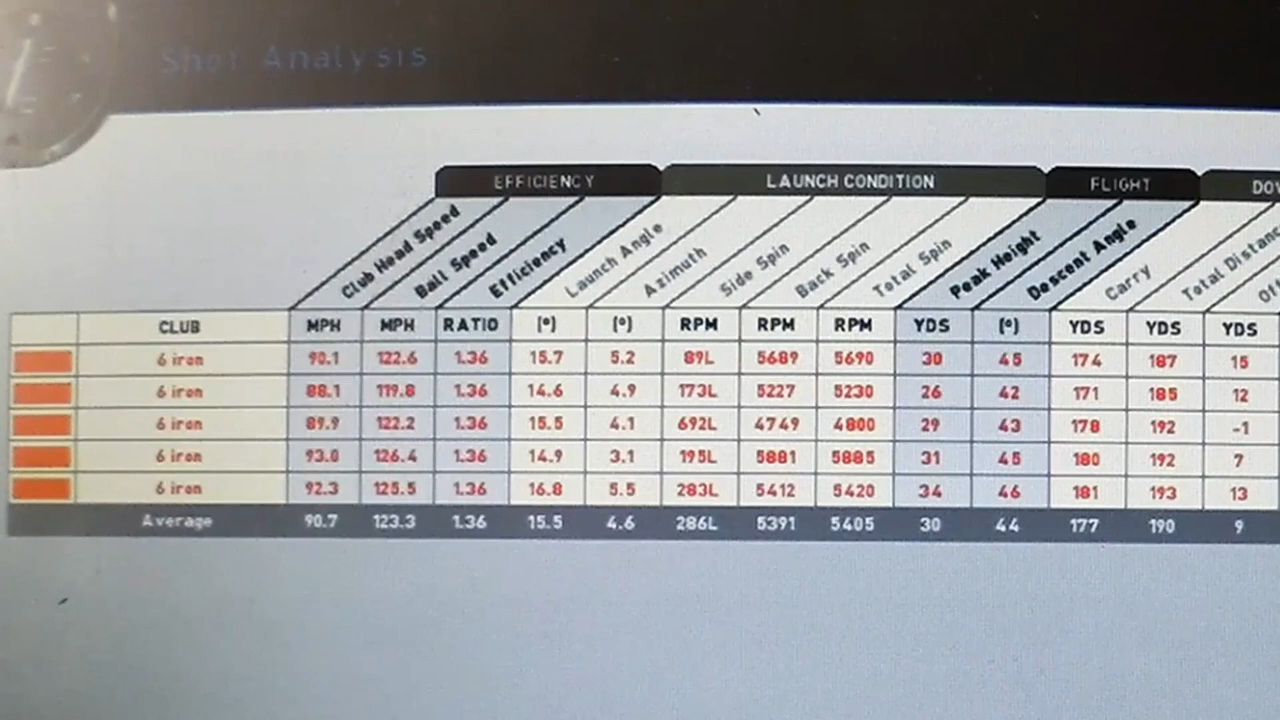 Shot Analysis
EFFICIENCY LAUNCH CONDITION FLIGHT
Club Head Speed Ball Speed Efficiency Launch Angle Azimuth Side Spin Back Spin Total Spin Peak Height Descent Angle Carry Total
CLUB MPH MPH RATIO (°) (°) RPM RPM RPM YDS (°) YDS YDS YDS
6 iron 90.1 122.6 1.36 15.7 5.2 89L 5689 5690 30 45 174 187 15
6 iron 88.1 119.8 1.36 14.6 4.9 173L 5227 5230 26 42 171 185 12
6 iron 89.9 122.2 1.36 15.5 4.1 692L 4749 4800 29 43 178 192 -1
6 iron 93.0 126.4 1.36 14.9 3.1 195L 5881 5885 31 45 180 192 7
6 iron 92.3 125.5 1.36 16.8 5.5 283L 5412 5420 34 46 181 193 13
Average 90.7 123.3 1.36 15.5 4.6 286L 5391 5405 30 44 177 190 9